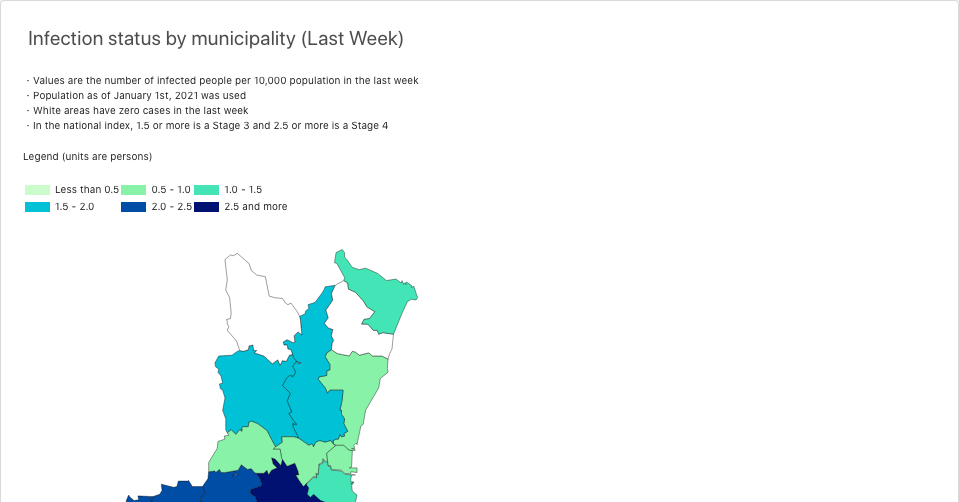 Infection status by municipality (Last Week)
· Values are the number of infected people per 10,000 population in the last week
· Population as of January 1st, 2021 was used
· White areas have zero cases in the last week
· In the national index, 1.5 or more is a Stage 3 and 2.5 or more is a Stage 4
Legend (units are persons)
Less than 0.5 0.5 - 1.0 1.0 - 1.5
1.5 - 2.0 2.0 - 2.5 2.5 and more